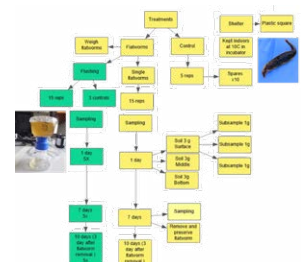 Treatments
Shelter
Plastic square
Weigh
flatworms
Flatworms
Control
Kept indoors
at 10C in
incubator
Flushing
Single
flatworms
5 reps
Spares
x10
10 reps
3 controls
15 reps
Sampling
Sampling
Subsample 1g
Soil 3 g
Surface
1 day
1 day
Soil 3g
Middle
Subsample 1g
Soil 3g
Bottom
Subsample 1g
7 days
7 days
Sampling
Remove and
preserve
flatworm
10 days (3
day after
flatworm
removal )
10 days (3
day after
flatworm
removal )